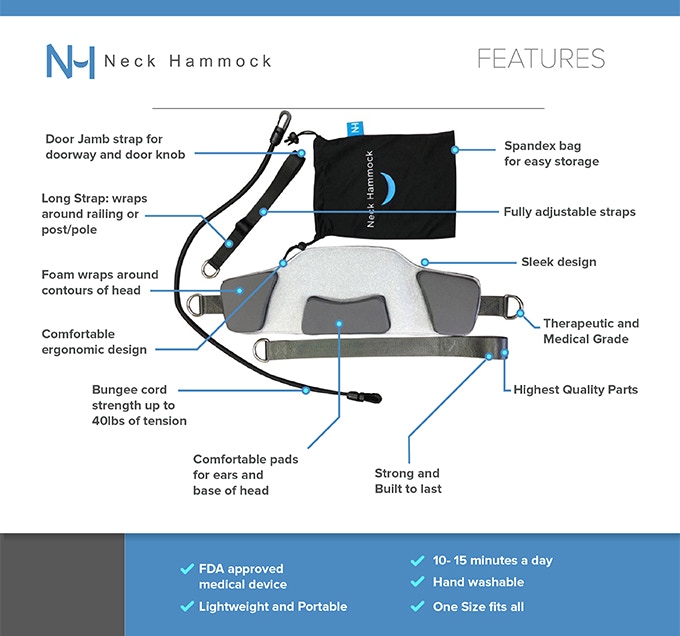 NH Neck Hammock
FEATURES
Door Jamb strap for
doorway and door knob
Long Strap: wraps
around railing or
post/pole
Foam wraps around
contours of head
Comfortable
ergonomic design
Bungee cord
strength up to
40lbs of tension
Comfortable pads
for ears and
base of head
Strong and
Built to last
NH
Neck Hammock
Spandex bag
for easy storage
Fully adjustable straps
Sleek design
Therapeutic and
Medical Grade
Highest Quality Parts
FDA approved
medical device
Lightweight and Portable
10- 15 minutes a day
Hand washable
One Size fits all